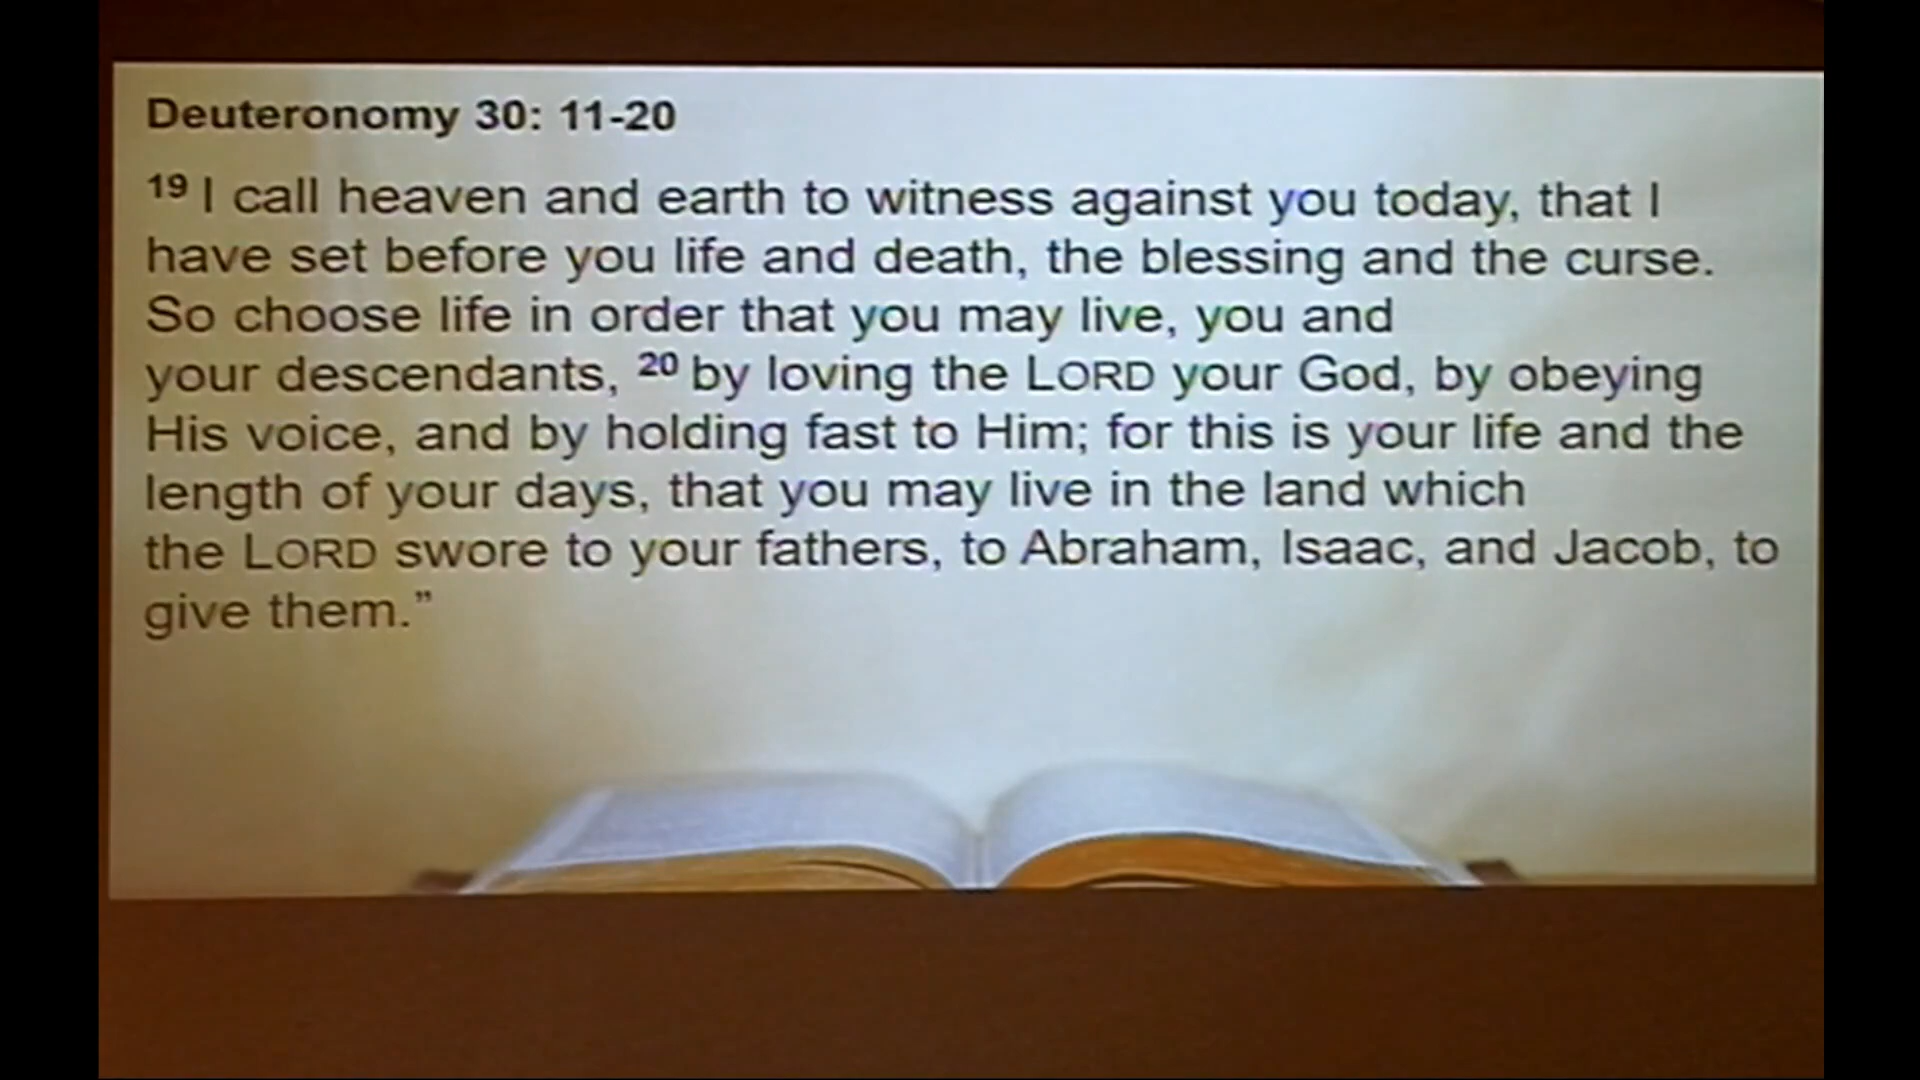 Deuteronomy 30: 11-20
19 I call heaven and earth to witness against you today, that I
have set before you life and death, the blessing and the curse.
So choose life in order that you may live, you and
your descendants, 20 by loving the LORD your God, by obeying
His voice, and by holding fast to Him; for this is your life and the
length of your days, that you may live in the land which
the LORD swore to your fathers, to Abraham, Isaac, and Jacob, to
give them.”